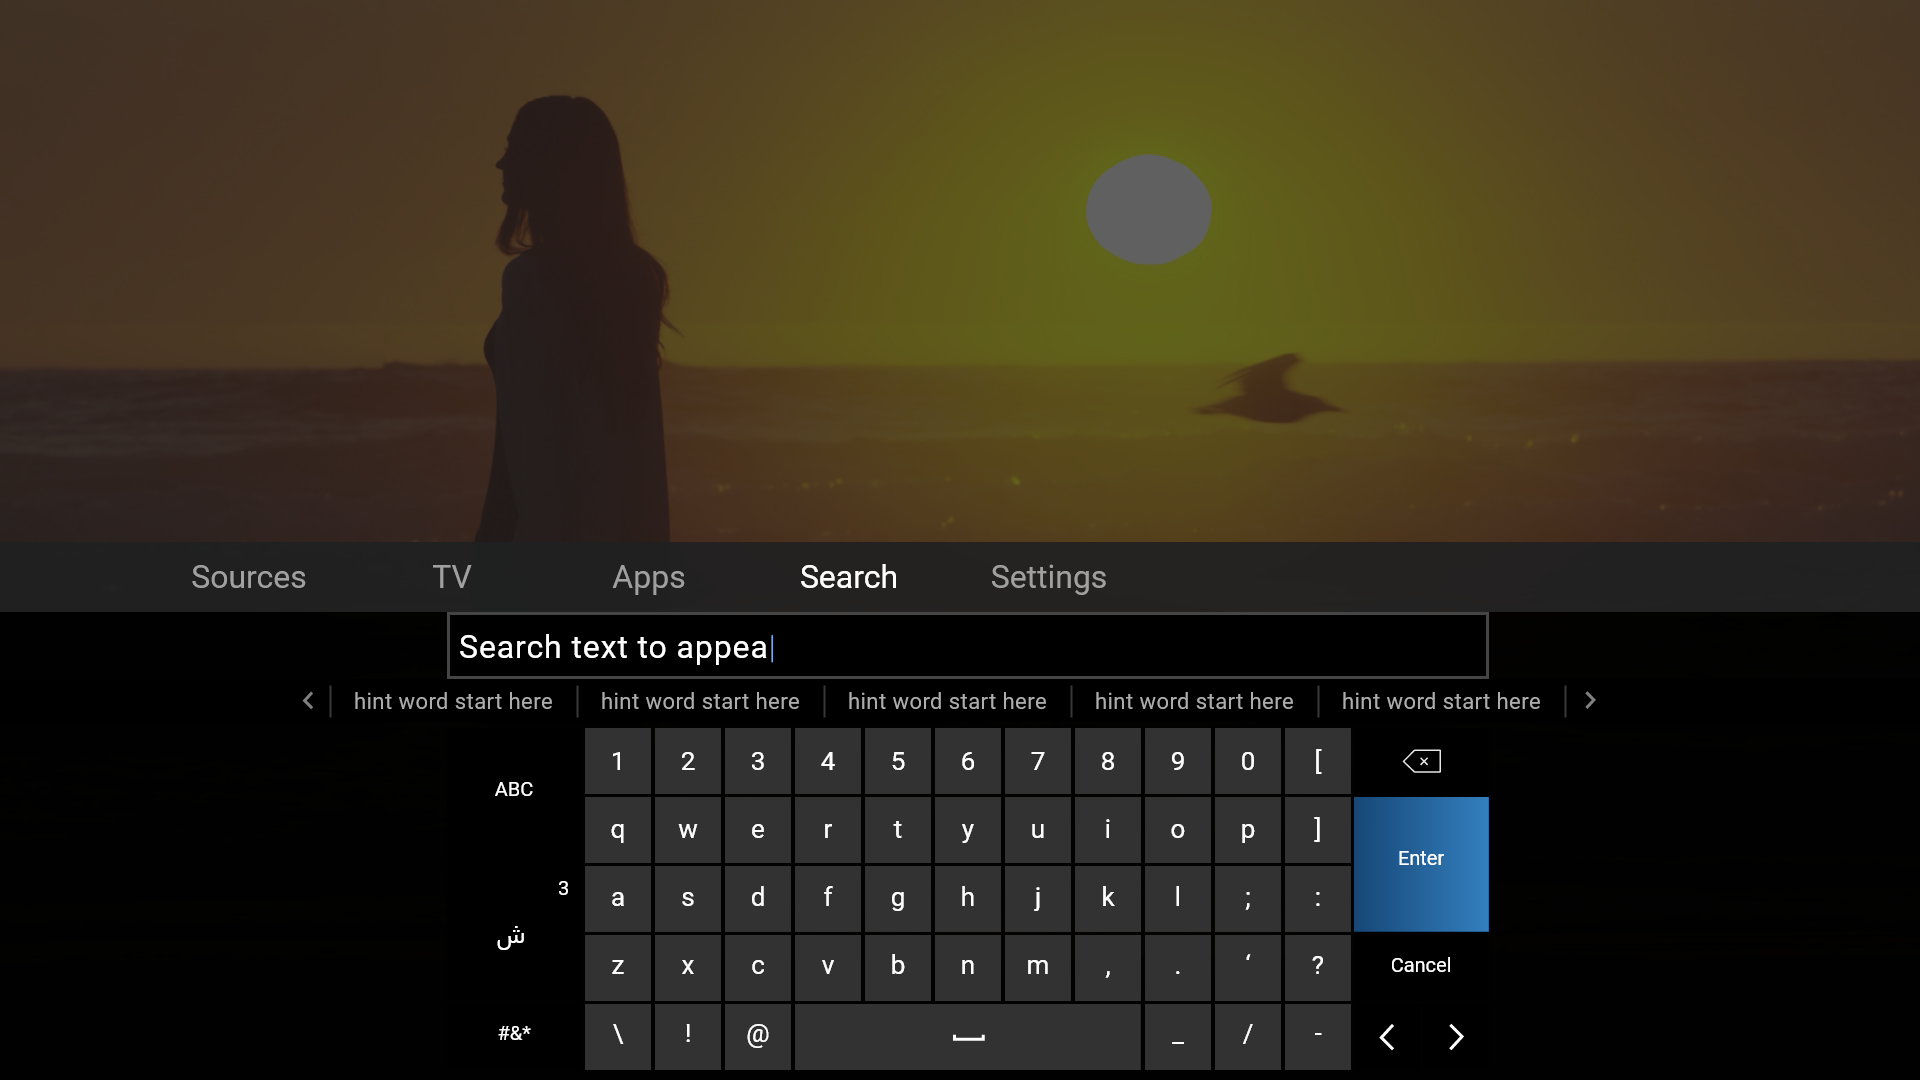 Sources TV Apps Search Settings
Search text to appea
hint word start here hint word start here hint word start here hint word start here hint word start here
1 2 3 4 5 6 7 8 9 0 [
ABC
q w e r t y u i o p ]
Enter
3
a s d f g h j k l ; :
ش
z x c v b n m , . ‘ ?
Cancel
#&*
\ ! @ _ / -